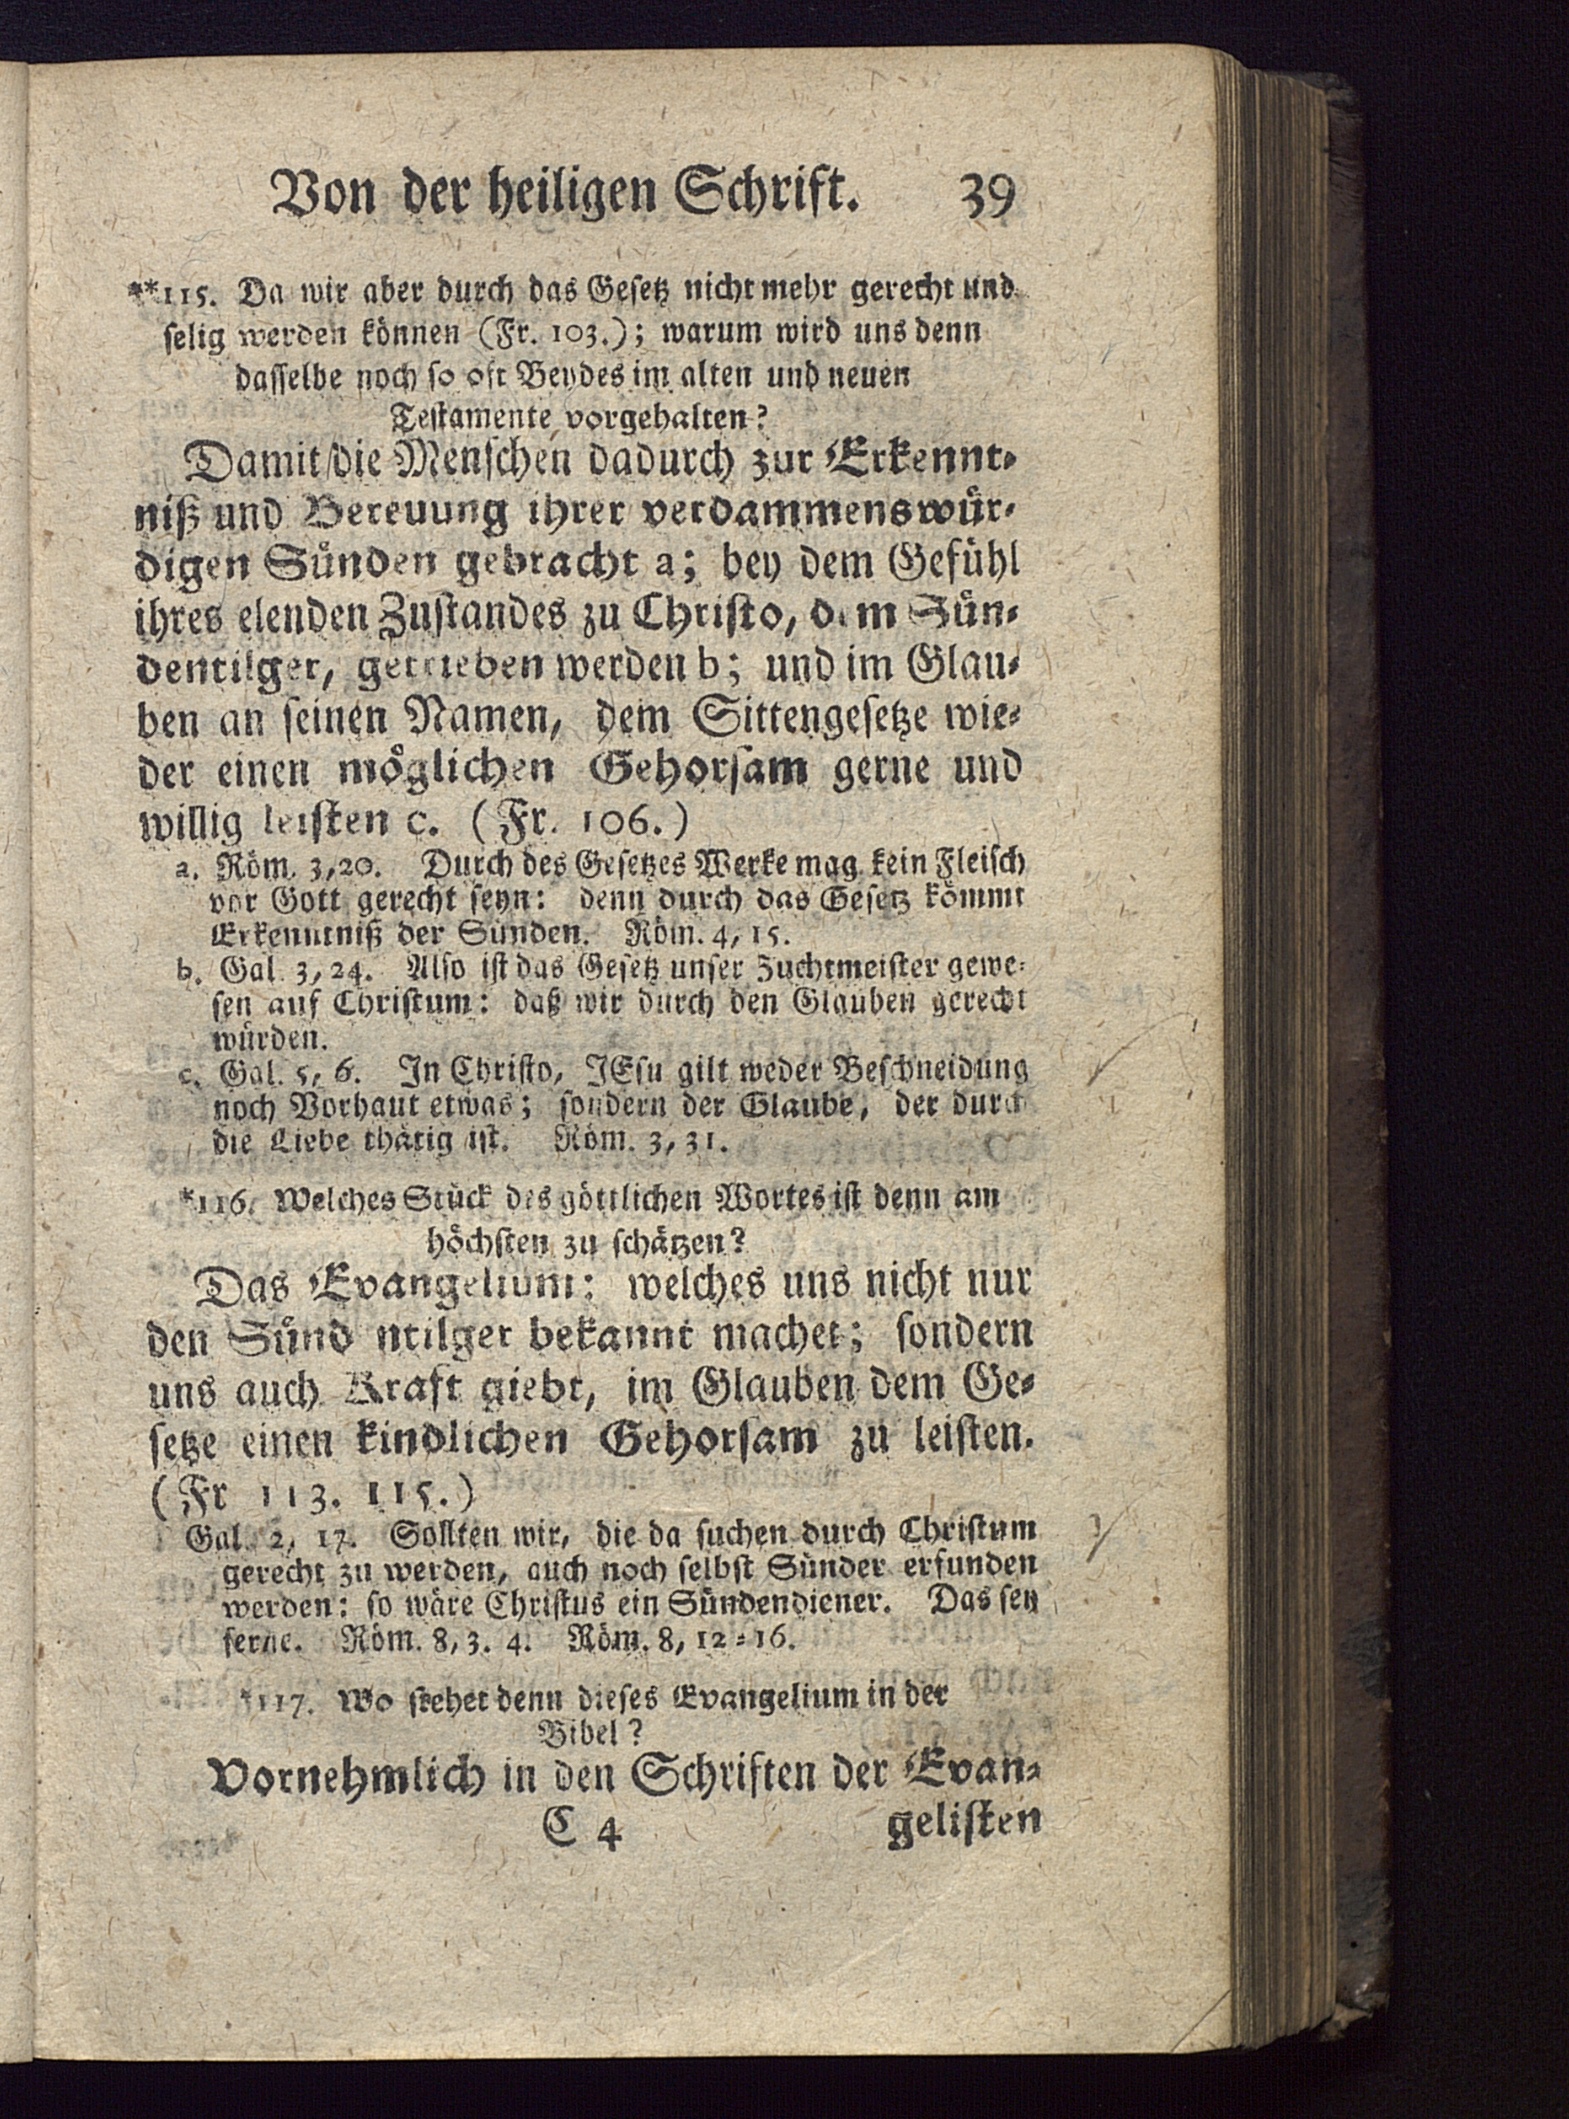 Von der heiligen Schrift. 39
**115. Da wir aber durch das Gesetz nicht mehr gerecht und
selig werden können (Fr. 103.); warum wird uns denn
dasselbe noch so oft Beydes im alten und neuen
Testamente vorgehalten?
Damit die Menschen dadurch zur Erkennt-
niß und Bereuung ihrer verdammenswür-
digen Sünden gebracht a; bey dem Gefühl
ihres elenden Zustandes zu Christo, dem Sün-
dentilger, getrieben werden b; und im Glau-
ben an seinen Namen, dem Sittengesetze wie-
der einen möglichen Gehorsam gerne und
willig leisten c. (Fr. 106.)
a. Röm. 3,20. Durch des Gesetzes Werke mag kein Fleisch
vor Gott gerecht seyn: denn durch das Gesetz kömmt
Erkenntniß der Sünden. Röm. 4, 15.
b. Gal. 3, 24. Also ist das Gesetz unser Zuchtmeister gewe-
sen auf Christum: daß wir durch den Glauben gerecht
würden.
c. Gal. 5, 6. In Christo, JEsu gilt weder Beschneidung
noch Vorhaut etwas; sondern der Glaube, der durch
die Liebe thätig ist. Röm. 3, 31.
*116. Welches Stück des göttlichen Wortes ist denn am
höchsten zu schätzen?
Das Evangelium: welches uns nicht nur
den Sünd ntilger bekannt machet; sondern
uns auch Kraft giebt, im Glauben dem Ge-
setze einen kindlichen Gehorsam zu leisten.
(Fr 113. 115.)
Gal. 2, 17. Sollten wir, die da suchen durch Christum
gerecht zu werden, auch noch selbst Sünder erfunden
werden: so wäre Christus ein Sündendiener. Das sey
ferne. Röm. 8, 3. 4. Röm. 8, 12-16.
*117. Wo stehet denn dieses Evangelium in der
Bibel?
Vornehmlich in den Schriften der Evan-
C 4 gelisten